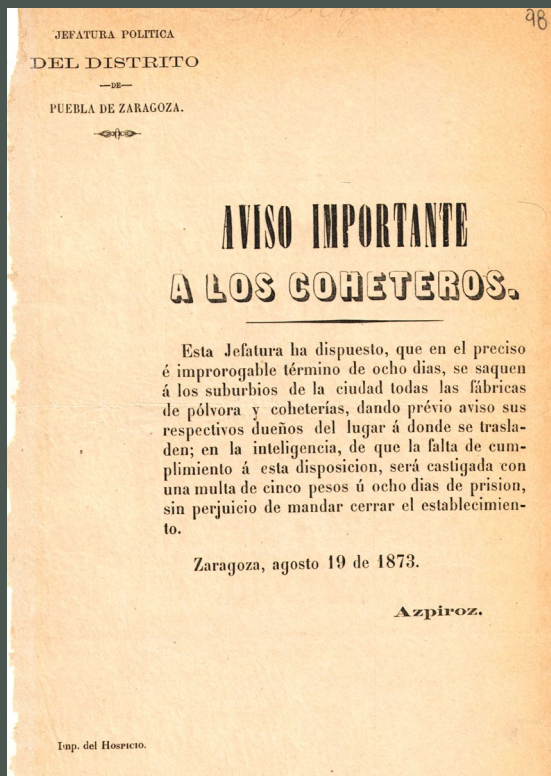 98
JEFATURA POLITICA
DEL DISTRITO
—DE—
PUEBLA DE ZARAGOZA.
AVISO IMPORTANTE
A LOS COHETEROS.
Esta Jefatura ha dispuesto, que en el preciso
é improrogable término de ocho dias, se saquen
á los suburbios de la ciudad todas las fábricas
de pólvora y coheterías, dando prévio aviso sus
respectivos dueños del lugar á donde se trasla-
den; en la inteligencia, de que la falta de cum-
plimiento á esta disposicion, será castigada con
una multa de cinco pesos ú ocho dias de prision,
sin perjuicio de mandar cerrar el establecimien-
to.
Zaragoza, agosto 19 de 1873.
Azpiroz.
Imp. del Hospicio.